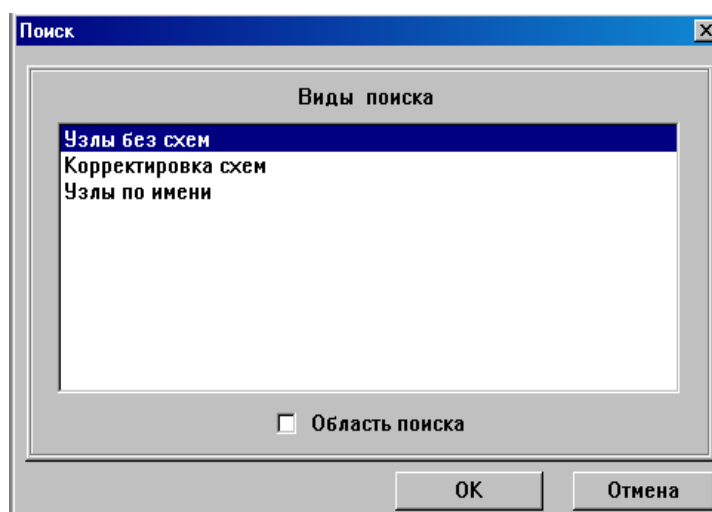 Поиск
Виды поиска
Узлы без схем
Корректировка схем
Узлы по имени
Область поиска
OK
Отмена